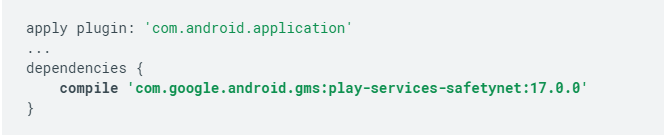 apply plugin: 'com.android.application'
...
dependencies {
    compile 'com.google.android.gms:play-services-safetynet:17.0.0'
}